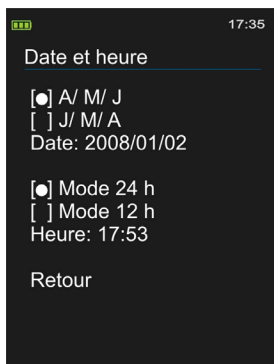 17:35
Date et heure
[●] A/ M/ J
[ ] J/ M/ A
Date: 2008/01/02
[●] Mode 24 h
[ ] Mode 12 h
Heure: 17:53
Retour